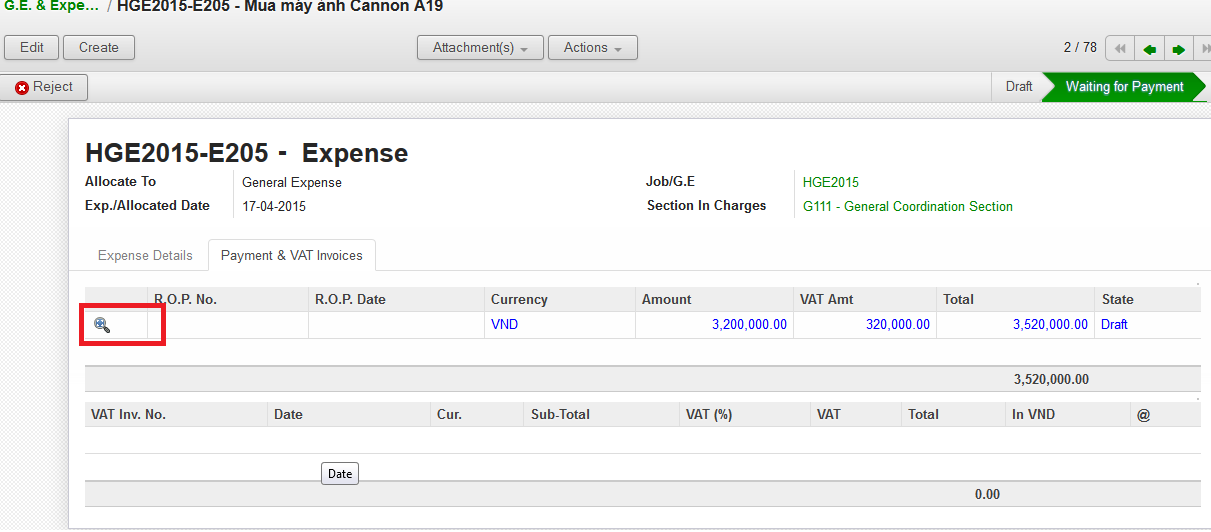 G.E. & Expe... / HGE2015-E205 - Mua máy ảnh Cannon A19
Edit Create Attachment(s) Actions 2 / 78
Reject Draft Waiting for Payment
HGE2015-E205 - Expense
Allocate To General Expense Job/G.E HGE2015
Exp./Allocated Date 17-04-2015 Section In Charges G111 - General Coordination Section
Expense Details Payment & VAT Invoices
R.O.P. No. R.O.P. Date Currency Amount VAT Amt Total State
VND 3,200,000.00 320,000.00 3,520,000.00 Draft
3,520,000.00
VAT Inv. No. Date Cur. Sub-Total VAT (%) VAT Total In VND @
Date
0.00